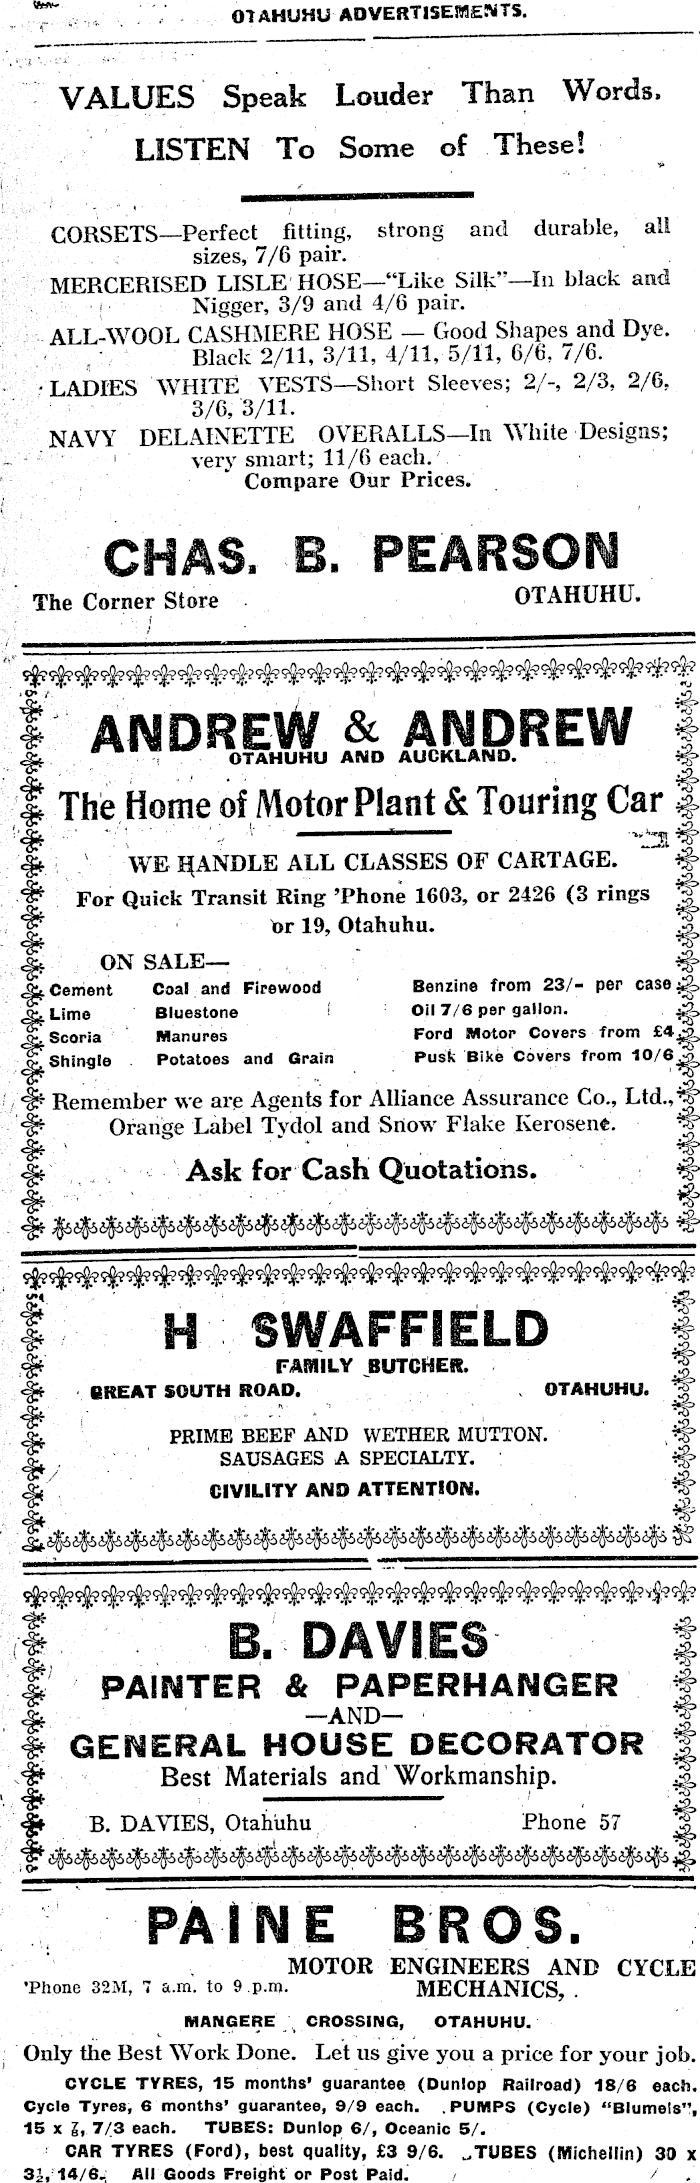 OTAHUHU ADVERTISEMENTS.
VALUES Speak Louder Than Words.
LISTEN To Some of These!
CORSETS—Perfect fitting, strong and durable, all
sizes, 7/6 pair.
MERCERISED LISLE HOSE—"Like Silk"—In black and
Nigger, 3/9 and 4/6 pair.
ALL-WOOL CASHMERE HOSE — Good Shapes and Dye.
Black 2/11, 3/11, 4/11, 5/11, 6/6, 7/6.
LADIES WHITE VESTS—Short Sleeves; 2/-, 2/3, 2/6,
3/6, 3/11.
NAVY DELAINETTE OVERALLS—In White Designs;
very smart; 11/6 each.
Compare Our Prices.
CHAS. B. PEARSON
The Corner Store OTAHUHU.
ANDREW & ANDREW
OTAHUHU AND AUCKLAND.
The Home of Motor Plant & Touring Car
WE HANDLE ALL CLASSES OF CARTAGE.
For Quick Transit Ring 'Phone 1603, or 2426 (3 rings
or 19, Otahuhu.
ON SALE—
Cement Coal and Firewood Benzine from 23/- per case
Lime Bluestone Oil 7/6 per gallon.
Scoria Manures Ford Motor Covers from £4
Shingle Potatoes and Grain Pusk Bike Covers from 10/6
Remember we are Agents for Alliance Assurance Co., Ltd.,
Orange Label Tydol and Snow Flake Kerosene.
Ask for Cash Quotations.
H SWAFFIELD
FAMILY BUTCHER.
GREAT SOUTH ROAD. OTAHUHU.
PRIME BEEF AND WETHER MUTTON.
SAUSAGES A SPECIALTY.
CIVILITY AND ATTENTION.
B. DAVIES
PAINTER & PAPERHANGER
—AND—
GENERAL HOUSE DECORATOR
Best Materials and Workmanship.
B. DAVIES, Otahuhu Phone 57
PAINE BROS.
MOTOR ENGINEERS AND CYCLE
'Phone 32M, 7 a.m. to 9 p.m. MECHANICS,
MANGERE CROSSING, OTAHUHU.
Only the Best Work Done. Let us give you a price for your job.
CYCLE TYRES, 15 months' guarantee (Dunlop Railroad) 18/6 each.
Cycle Tyres, 6 months' guarantee, 9/9 each. PUMPS (Cycle) "Blumels",
15 x ⅞, 7/3 each. TUBES: Dunlop 6/, Oceanic 5/.
CAR TYRES (Ford), best quality, £3 9/6. TUBES (Michellin) 30 x
3½, 14/6. All Goods Freight or Post Paid.